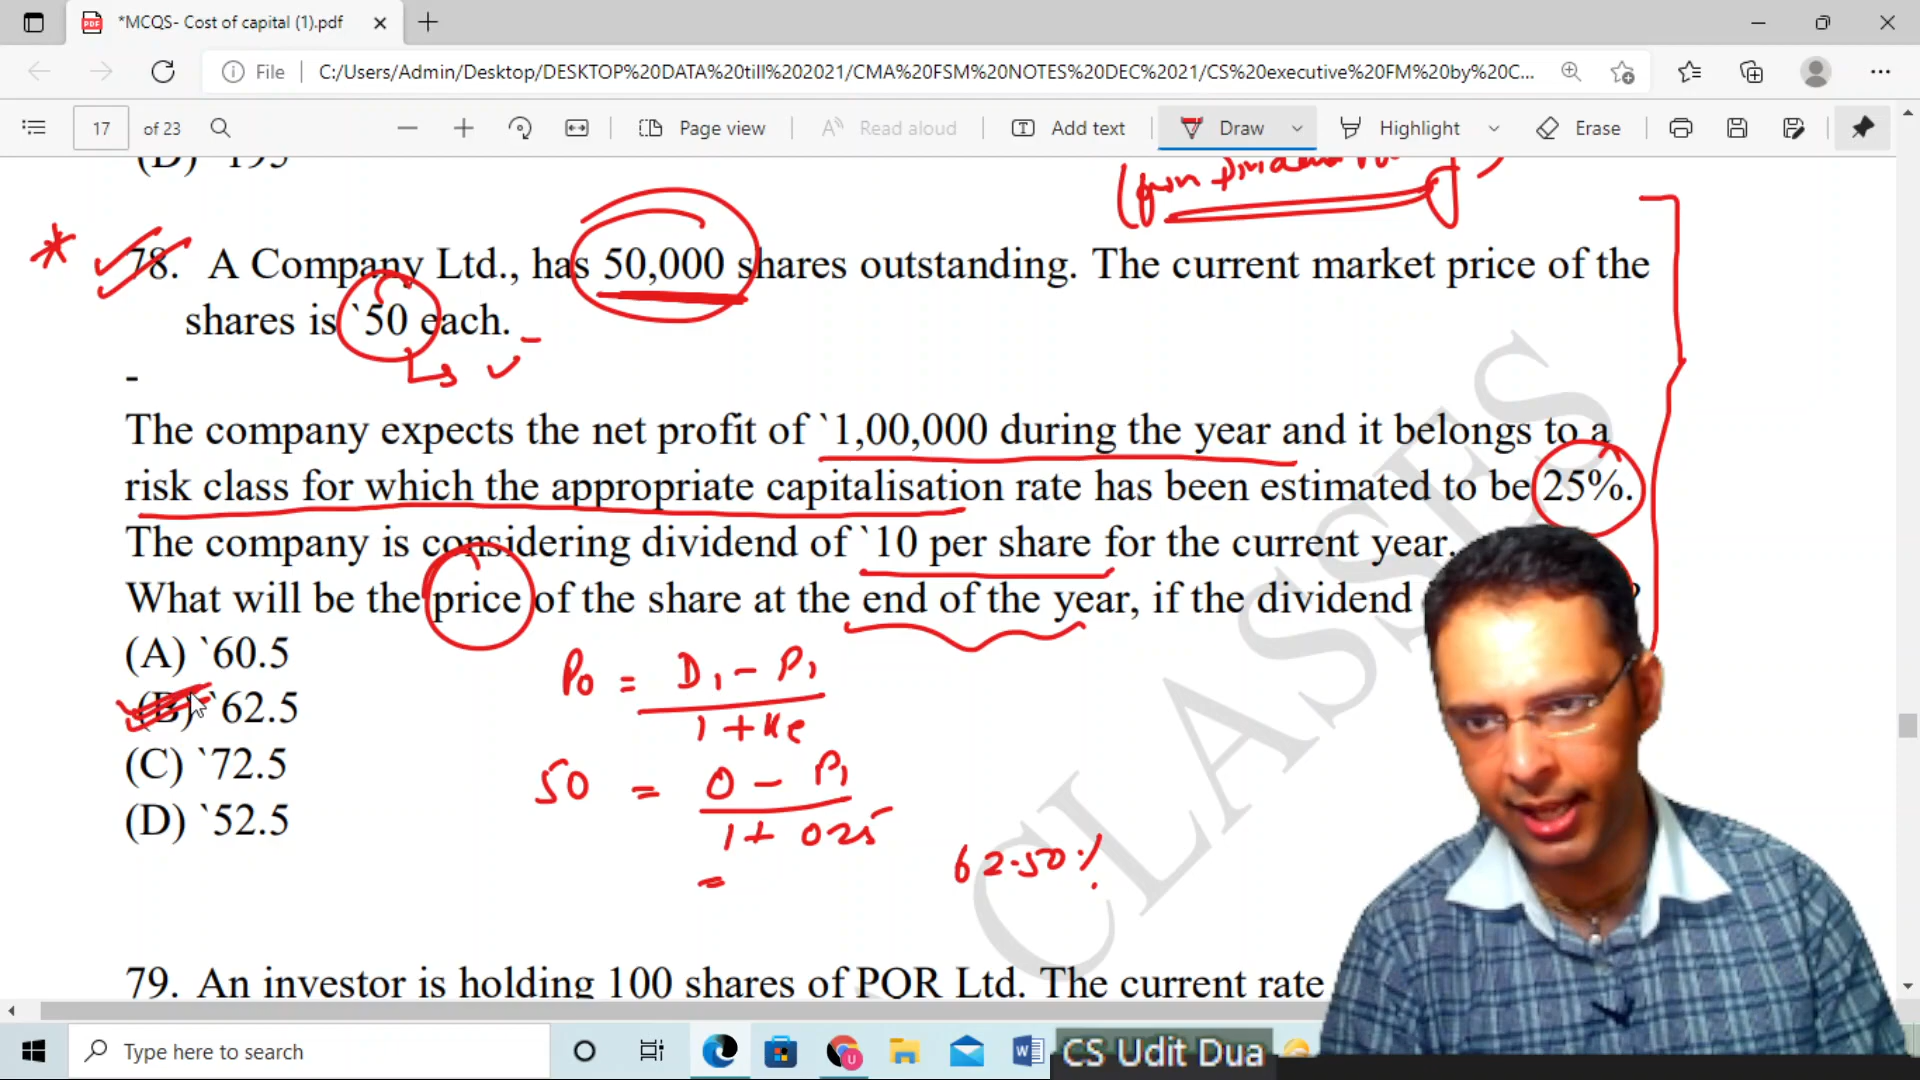 *MCQS- Cost of capital (1).pdf
File
C:/Users/Admin/Desktop/DESKTOP%20DATA%20till%202021/CMA%20FSM%20NOTES%20DEC%2021/CS%20executive%20FM%20by%20C...
17 of 23
Page view
Read aloud
Add text
Draw
Highlight
Erase
(D) `195
*
78. A Company Ltd., has 50,000 shares outstanding. The current market price of the
shares is `50 each.
-
The company expects the net profit of `1,00,000 during the year and it belongs to a
risk class for which the appropriate capitalisation rate has been estimated to be 25%.
The company is considering dividend of `10 per share for the current year.
What will be the price of the share at the end of the year, if the dividend
(A) `60.5
(B) `62.5
(C) `72.5
(D) `52.5
P0 = D1 - P1
1 + Ke
50 = 0 - P1
1 + 025
=
62.50
CLASSES
79. An investor is holding 100 shares of PQR Ltd. The current rate
Type here to search
CS Udit Dua